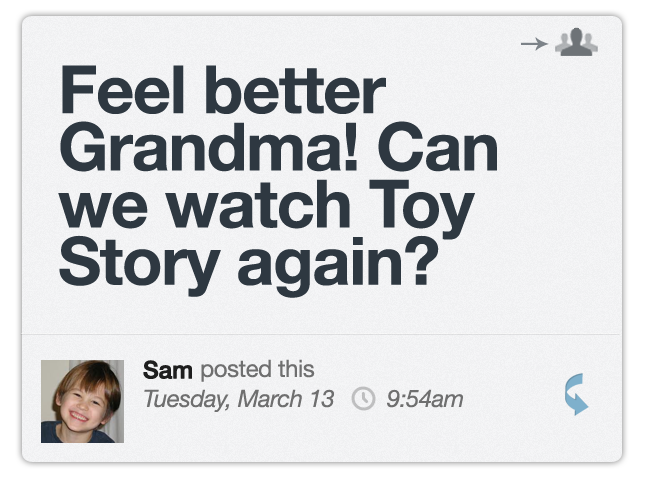 Feel better
Grandma! Can
we watch Toy
Story again?
Sam posted this
Tuesday, March 13 9:54am